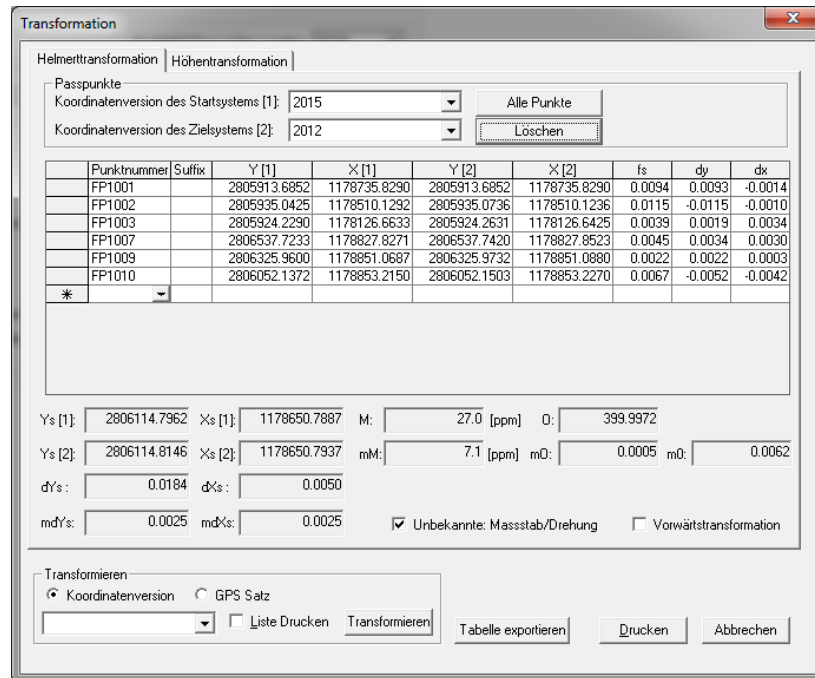 Transformation
Helmerttransformation Höhentransformation
Passpunkte
Koordinatenversion des Startsystems [1]: 2015 Alle Punkte
Koordinatenversion des Zielsystems [2]: 2012 Löschen
Punktnummer Suffix Y [1] X [1] Y [2] X [2] fs dy dx
FP1001 2805913.6852 1178735.8290 2805913.6852 1178735.8290 0.0094 0.0093 -0.0014
FP1002 2805935.0425 1178510.1292 2805935.0736 1178510.1236 0.0115 -0.0115 -0.0010
FP1003 2805924.2290 1178126.6633 2805924.2631 1178126.6425 0.0039 0.0019 0.0034
FP1007 2806537.7233 1178827.8271 2806537.7420 1178827.8523 0.0045 0.0034 0.0030
FP1009 2806325.9600 1178851.0687 2806325.9732 1178851.0880 0.0022 0.0022 0.0003
FP1010 2806052.1372 1178853.2150 2806052.1503 1178853.2270 0.0067 -0.0052 -0.0042
*
Ys [1]: 2806114.7962 Xs [1]: 1178650.7887 M: 27.0 [ppm] O: 399.9972
Ys [2]: 2806114.8146 Xs [2]: 1178650.7937 mM: 7.1 [ppm] mO: 0.0005 m0: 0.0062
dYs : 0.0184 dXs : 0.0050
mdYs: 0.0025 mdXs: 0.0025 Unbekannte: Massstab/Drehung Vorwärtstransformation
Transformieren
Koordinatenversion GPS Satz
Liste Drucken Transformieren Tabelle exportieren Drucken Abbrechen